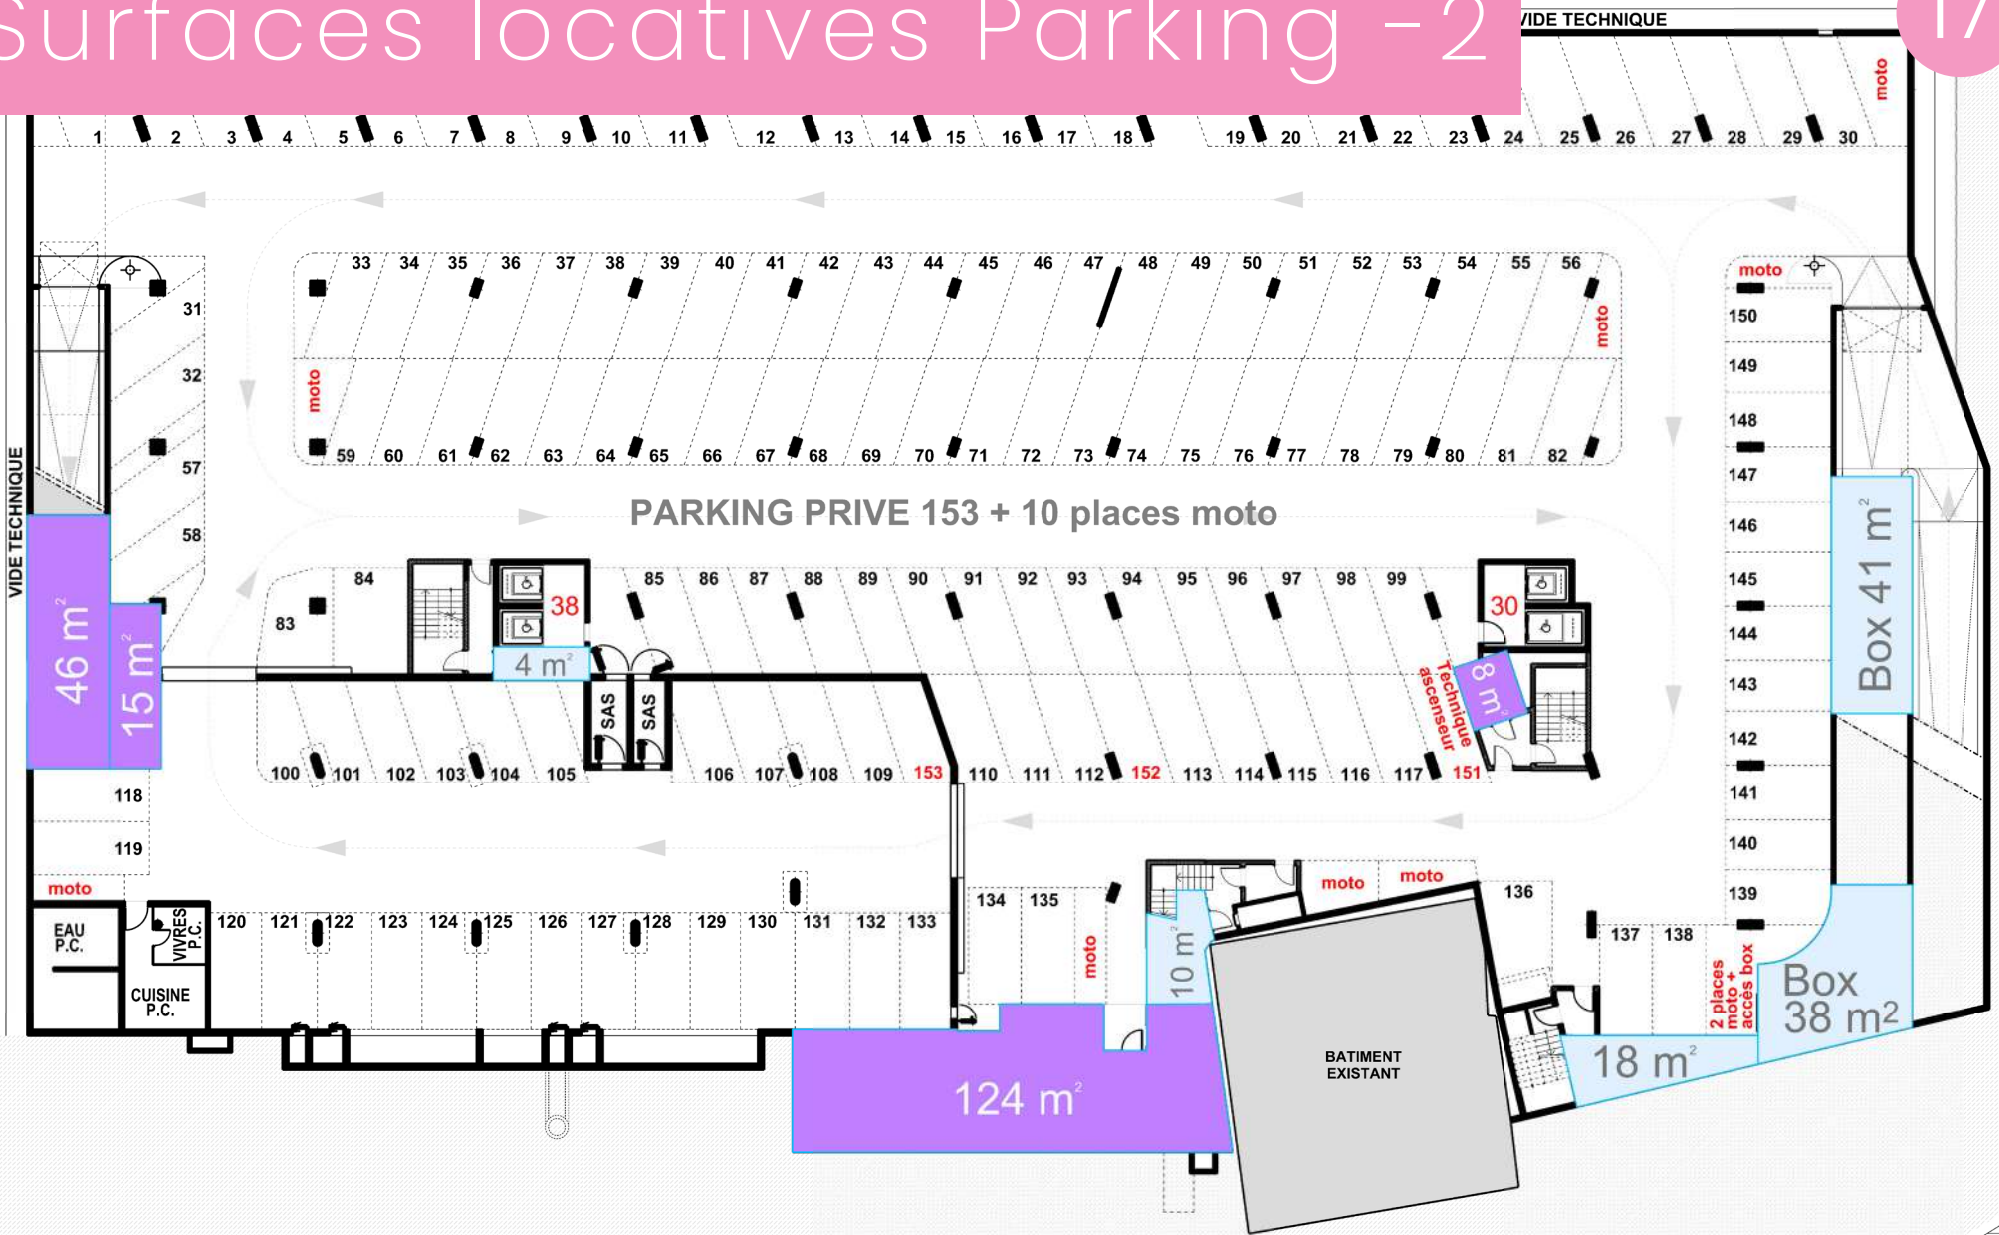 Surfaces locatives Parking -2
17
VIDE TECHNIQUE
moto
1 2 3 4 5 6 7 8 9 10 11 12 13 14 15 16 17 18 19 20 21 22 23 24 25 26 27 28 29 30
33 34 35 36 37 38 39 40 41 42 43 44 45 46 47 48 49 50 51 52 53 54 55 56
moto
31
150
moto
149
32
moto
148
59 60 61 62 63 64 65 66 67 68 69 70 71 72 73 74 75 76 77 78 79 80 81 82
57
147
VIDE TECHNIQUE
PARKING PRIVE 153 + 10 places moto
58
146
Box 41 m²
84
85 86 87 88 89 90 91 92 93 94 95 96 97 98 99
145
38
30
83
144
46 m²
15 m²
4 m²
8 m²
Technique
ascenseur
143
SAS
SAS
142
100 101 102 103 104 105 106 107 108 109 153 110 111 112 152 113 114 115 116 117 151
118
141
119
140
moto
moto
moto
136
139
134 135
EAU
P.C.
VIVRES
P.C.
120 121 122 123 124 125 126 127 128 129 130 131 132 133
137 138
moto
10 m²
2 places
moto +
accès box
Box
38 m²
CUISINE
P.C.
BATIMENT
EXISTANT
18 m²
124 m²